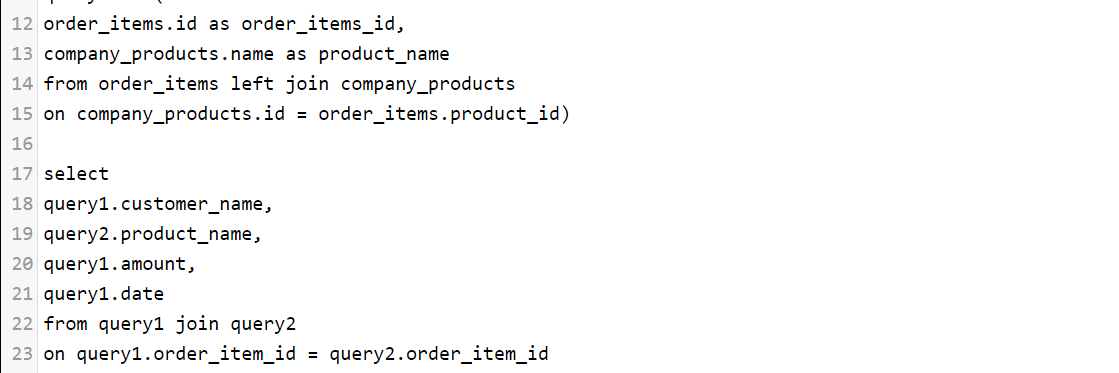 12 order_items.id as order_items_id,
13 company_products.name as product_name
14 from order_items left join company_products
15 on company_products.id = order_items.product_id)
16
17 select
18 query1.customer_name,
19 query2.product_name,
20 query1.amount,
21 query1.date
22 from query1 join query2
23 on query1.order_item_id = query2.order_item_id